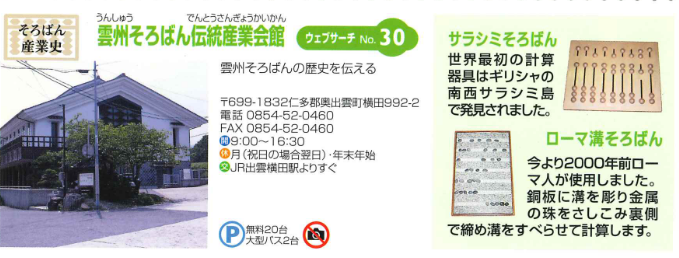 そろばん
産業史
うんしゅう でんとうさんぎょうかいかん
雲州そろばん伝統産業会館
ウェブサーチ No. 30
雲州そろばんの歴史を伝える
〒699-1832仁多郡奥出雲町横田992-2
電話 0854-52-0460
FAX 0854-52-0460
開9:00〜16:30
休月(祝日の場合翌日)・年末年始
交JR出雲横田駅よりすぐ
P 無料20台
大型バス2台
サラシミそろばん
世界最初の計算
器具はギリシャの
南西サラシミ島
で発見されました。
ローマ溝そろばん
今より2000年前ロー
マ人が使用しました。
銅板に溝を彫り金属
の珠をさしこみ裏側
で締め溝をすべらせて計算します。